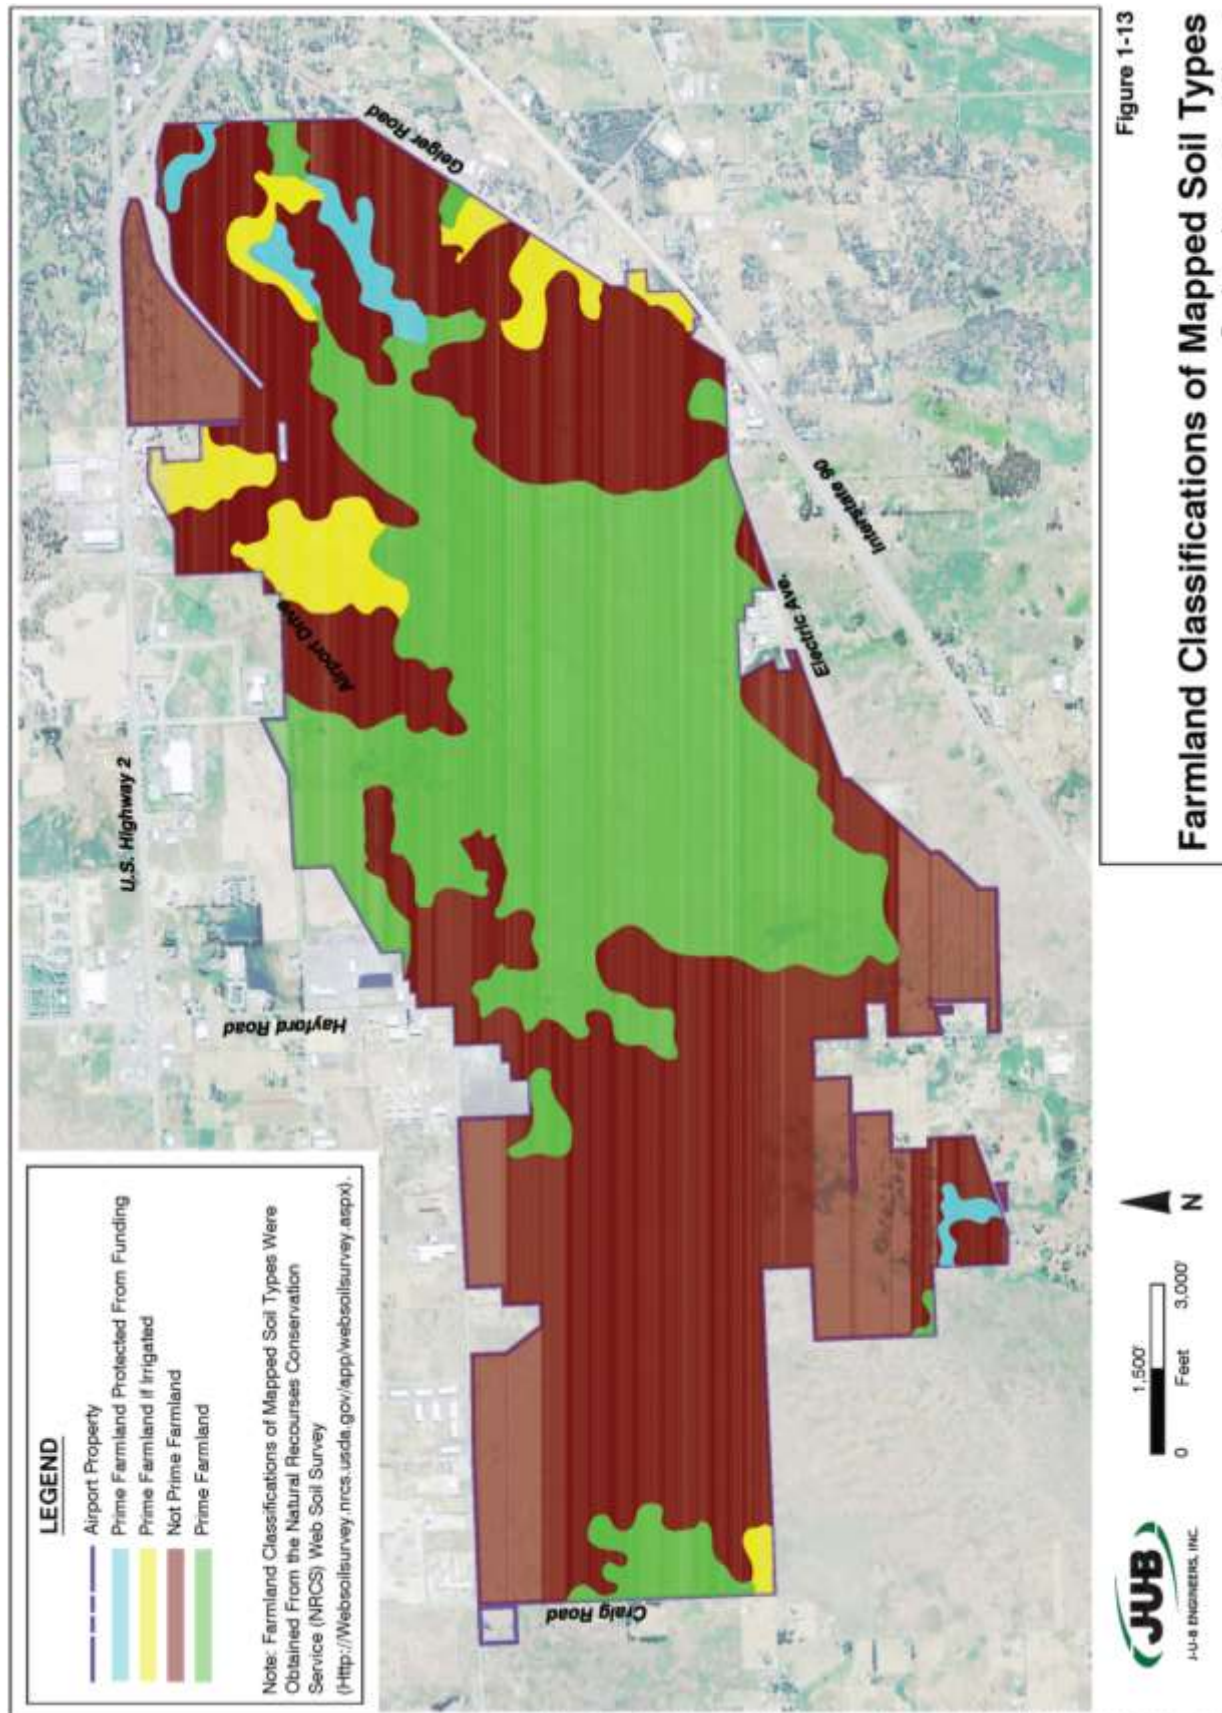 LEGEND
Airport Property
Prime Farmland Protected From Funding
Prime Farmland if Irrigated
Not Prime Farmland
Prime Farmland
Note: Farmland Classifications of Mapped Soil Types Were
Obtained From the Natural Recourses Conservation
Service (NRCS) Web Soil Survey
(Http://Websoilsurvey.nrcs.usda.gov/app/websoilsurvey.aspx).
U.S. Highway 2
Hayford Road
Airport Drive
Geiger Road
Craig Road
Electric Ave.
Interstate 90
J-U-B
J-U-B ENGINEERS, INC.
1,500'
0
3,000'
Feet
N
Figure 1-13
Farmland Classifications of Mapped Soil Types